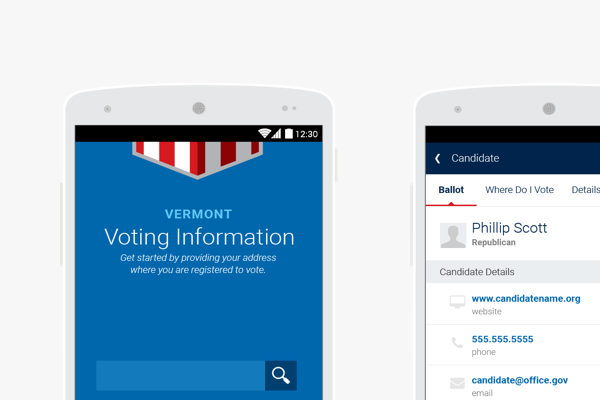 12:30
VERMONT
Voting Information
Get started by providing your address
where you are registered to vote.
Candidate
Ballot Where Do I Vote Details
Phillip Scott
Republican
Candidate Details
www.candidatename.org
website
555.555.5555
phone
candidate@office.gov
email